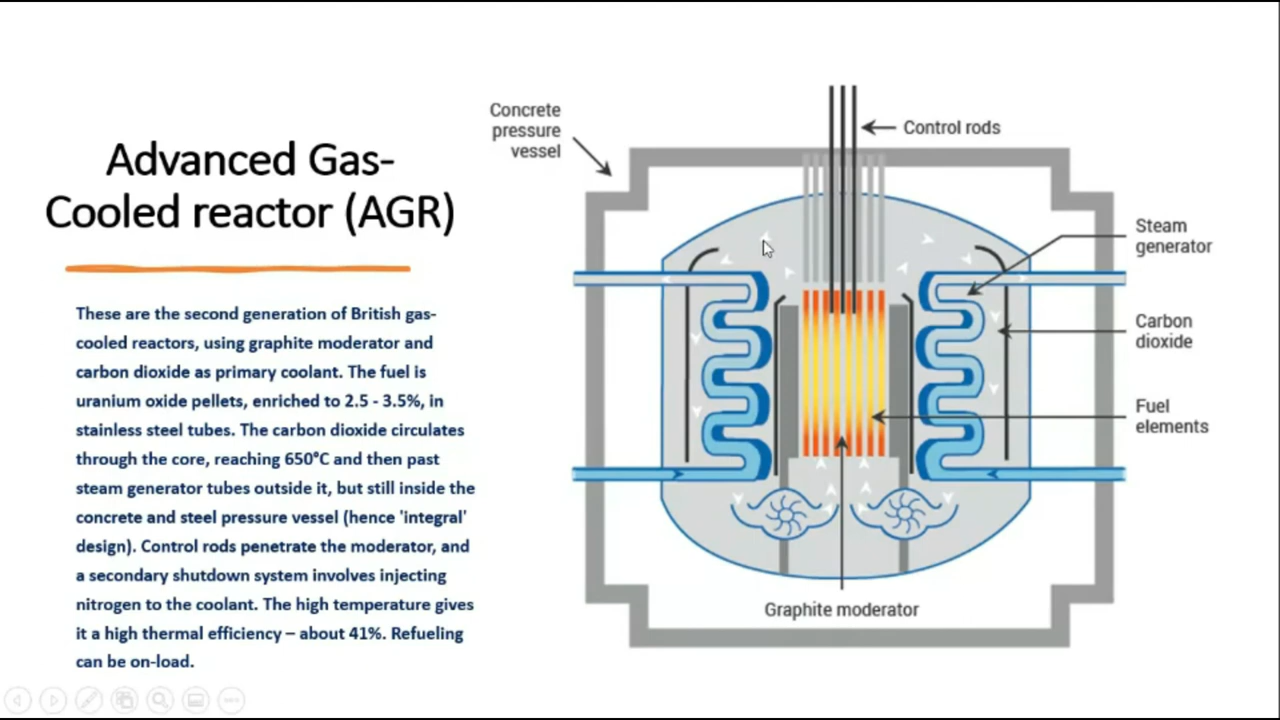 Advanced Gas-
Cooled reactor (AGR)
These are the second generation of British gas-
cooled reactors, using graphite moderator and
carbon dioxide as primary coolant. The fuel is
uranium oxide pellets, enriched to 2.5 - 3.5%, in
stainless steel tubes. The carbon dioxide circulates
through the core, reaching 650°C and then past
steam generator tubes outside it, but still inside the
concrete and steel pressure vessel (hence 'integral'
design). Control rods penetrate the moderator, and
a secondary shutdown system involves injecting
nitrogen to the coolant. The high temperature gives
it a high thermal efficiency – about 41%. Refueling
can be on-load.
Concrete
pressure
vessel
Control rods
Steam
generator
Carbon
dioxide
Fuel
elements
Graphite moderator